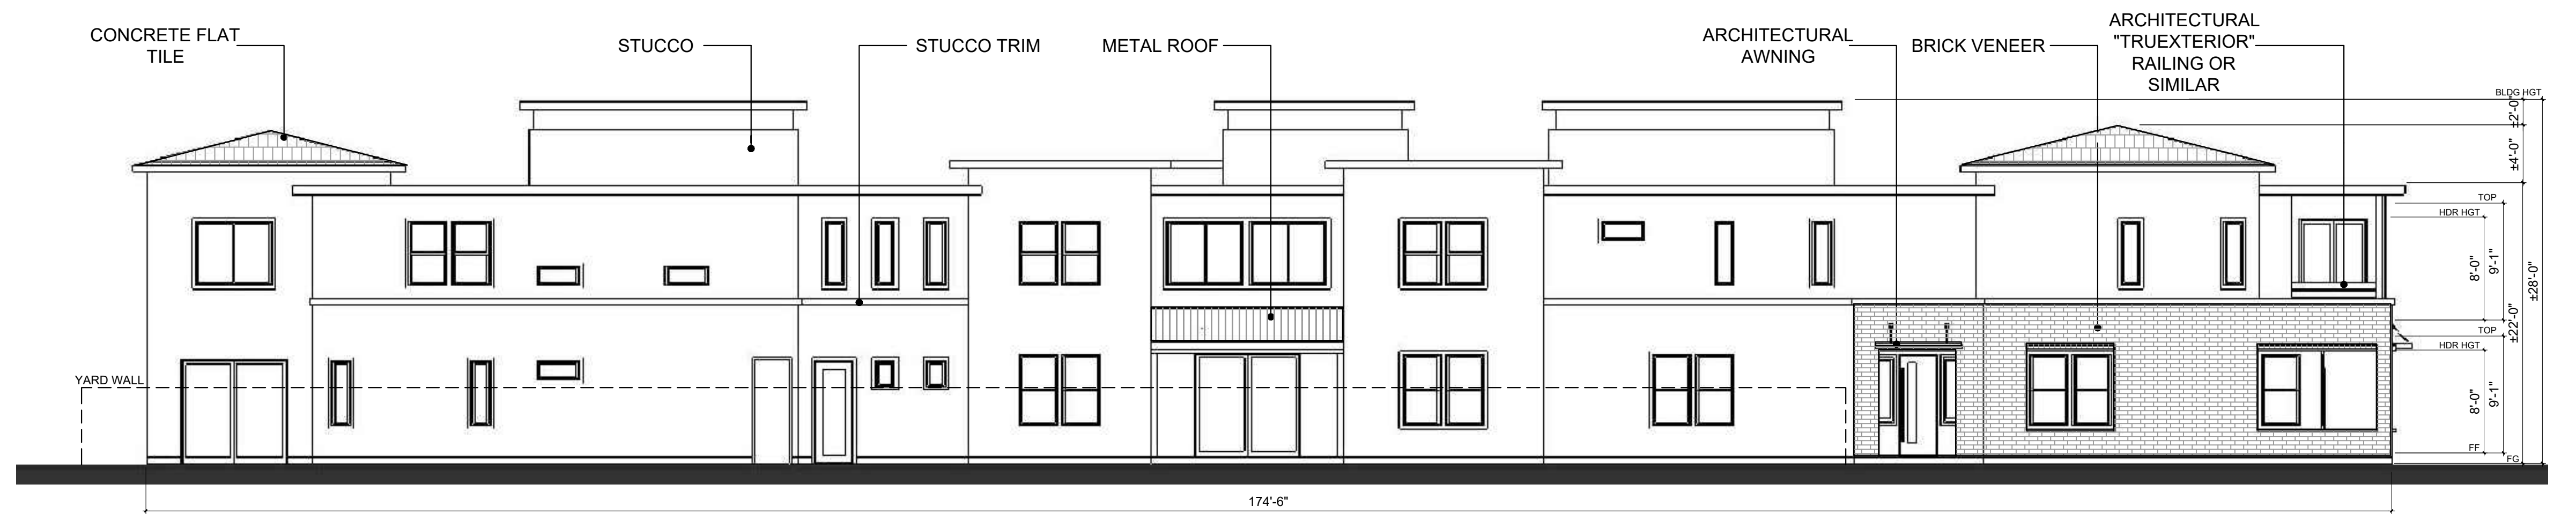 CONCRETE FLAT
TILE
STUCCO
STUCCO TRIM
METAL ROOF
ARCHITECTURAL
AWNING
BRICK VENEER
ARCHITECTURAL
"TRUEXTERIOR"
RAILING OR
SIMILAR
BLDG HGT
±2'-0"
±4'-0"
TOP
HDR HGT
8'-0"
9'-1"
±28'-0"
±22'-0"
TOP
HDR HGT
8'-0"
9'-1"
FF
FG
YARD WALL
174'-6"